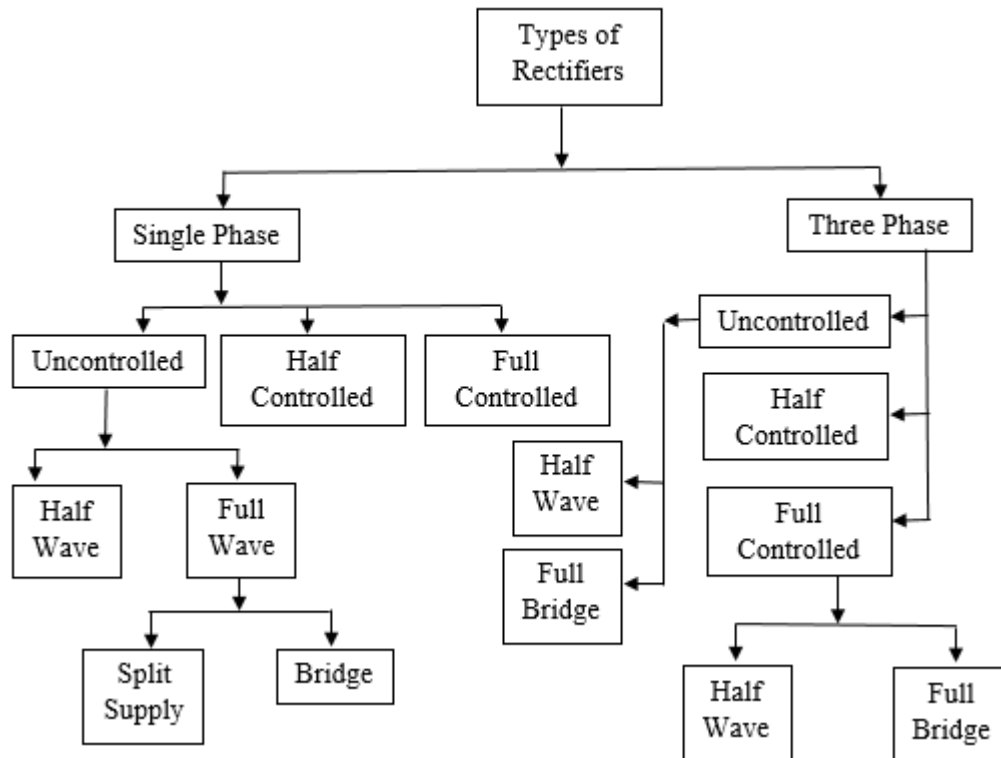 Types of
Rectifiers
Single Phase
Three Phase
Uncontrolled
Half
Controlled
Full
Controlled
Half
Wave
Full
Wave
Split
Supply
Bridge
Uncontrolled
Half
Controlled
Full
Controlled
Half
Wave
Full
Bridge
Half
Wave
Full
Bridge